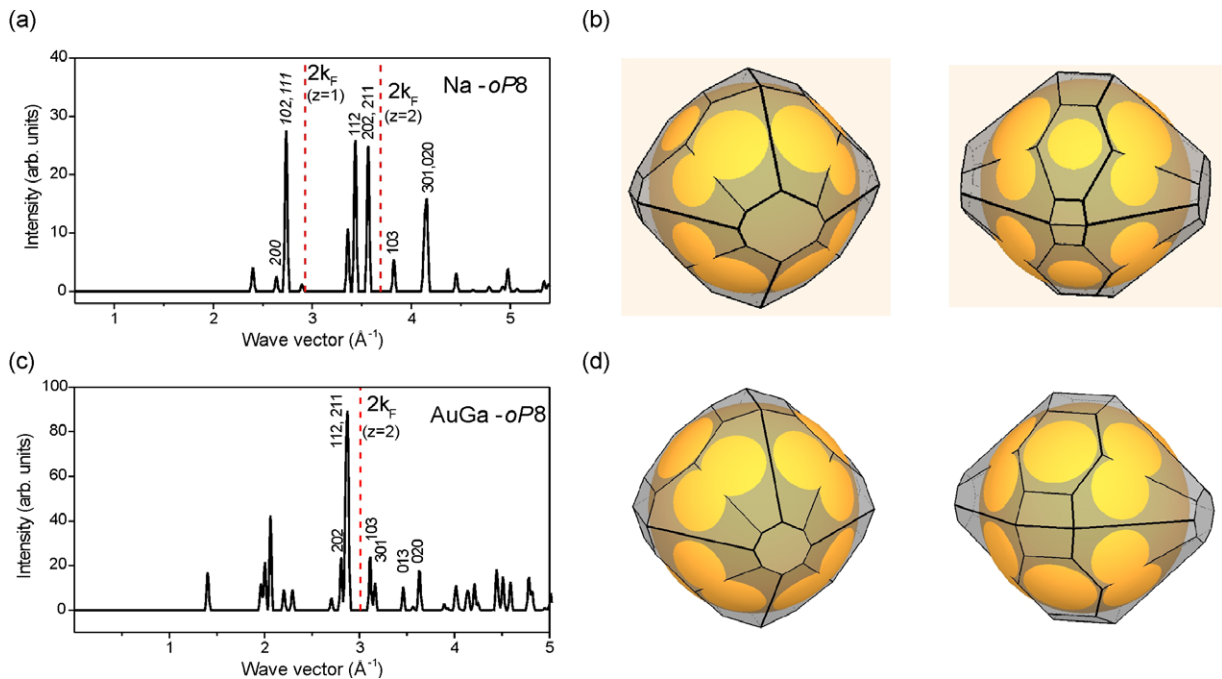 (a)
40
30
20
10
0
Intensity (arb. units)
200
102,111
2kF
(z=1)
112
202, 211
2kF
(z=2)
103
301,020
Na -oP8
1 2 3 4 5
Wave vector (Å⁻¹)
(b)
(c)
100
80
60
40
20
0
Intensity (arb. units)
202
112, 211
2kF
(z=2)
103
301
013
020
AuGa -oP8
1 2 3 4 5
Wave vector (Å⁻¹)
(d)